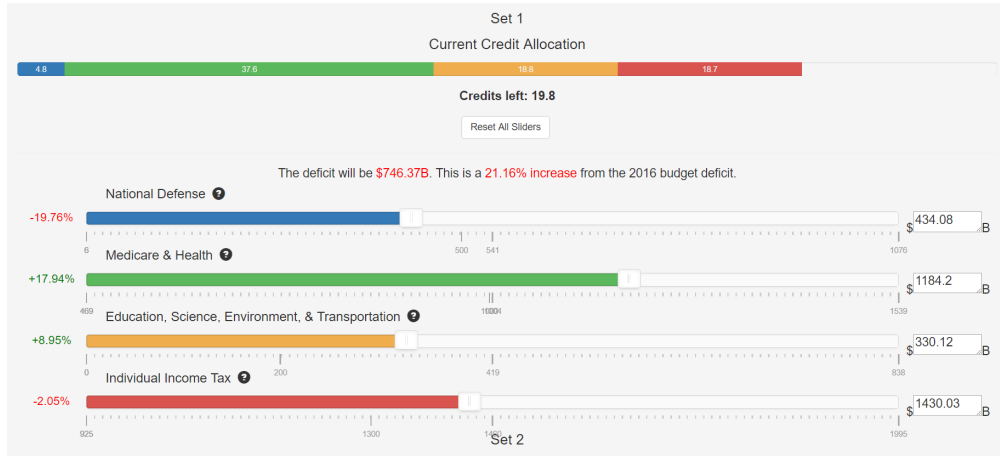 Set 1
Current Credit Allocation
4.8 37.6 18.8 18.7
Credits left: 19.8
Reset All Sliders
The deficit will be $746.37B. This is a 21.16% increase from the 2016 budget deficit.
National Defense ?
-19.76% $ 434.08 B
6 500 541 1076
Medicare & Health ?
+17.94% $ 1184.2 B
469 1539
Education, Science, Environment, & Transportation ?
+8.95% $ 330.12 B
0 200 419 838
Individual Income Tax ?
-2.05% $ 1430.03 B
925 1300 1995
Set 2